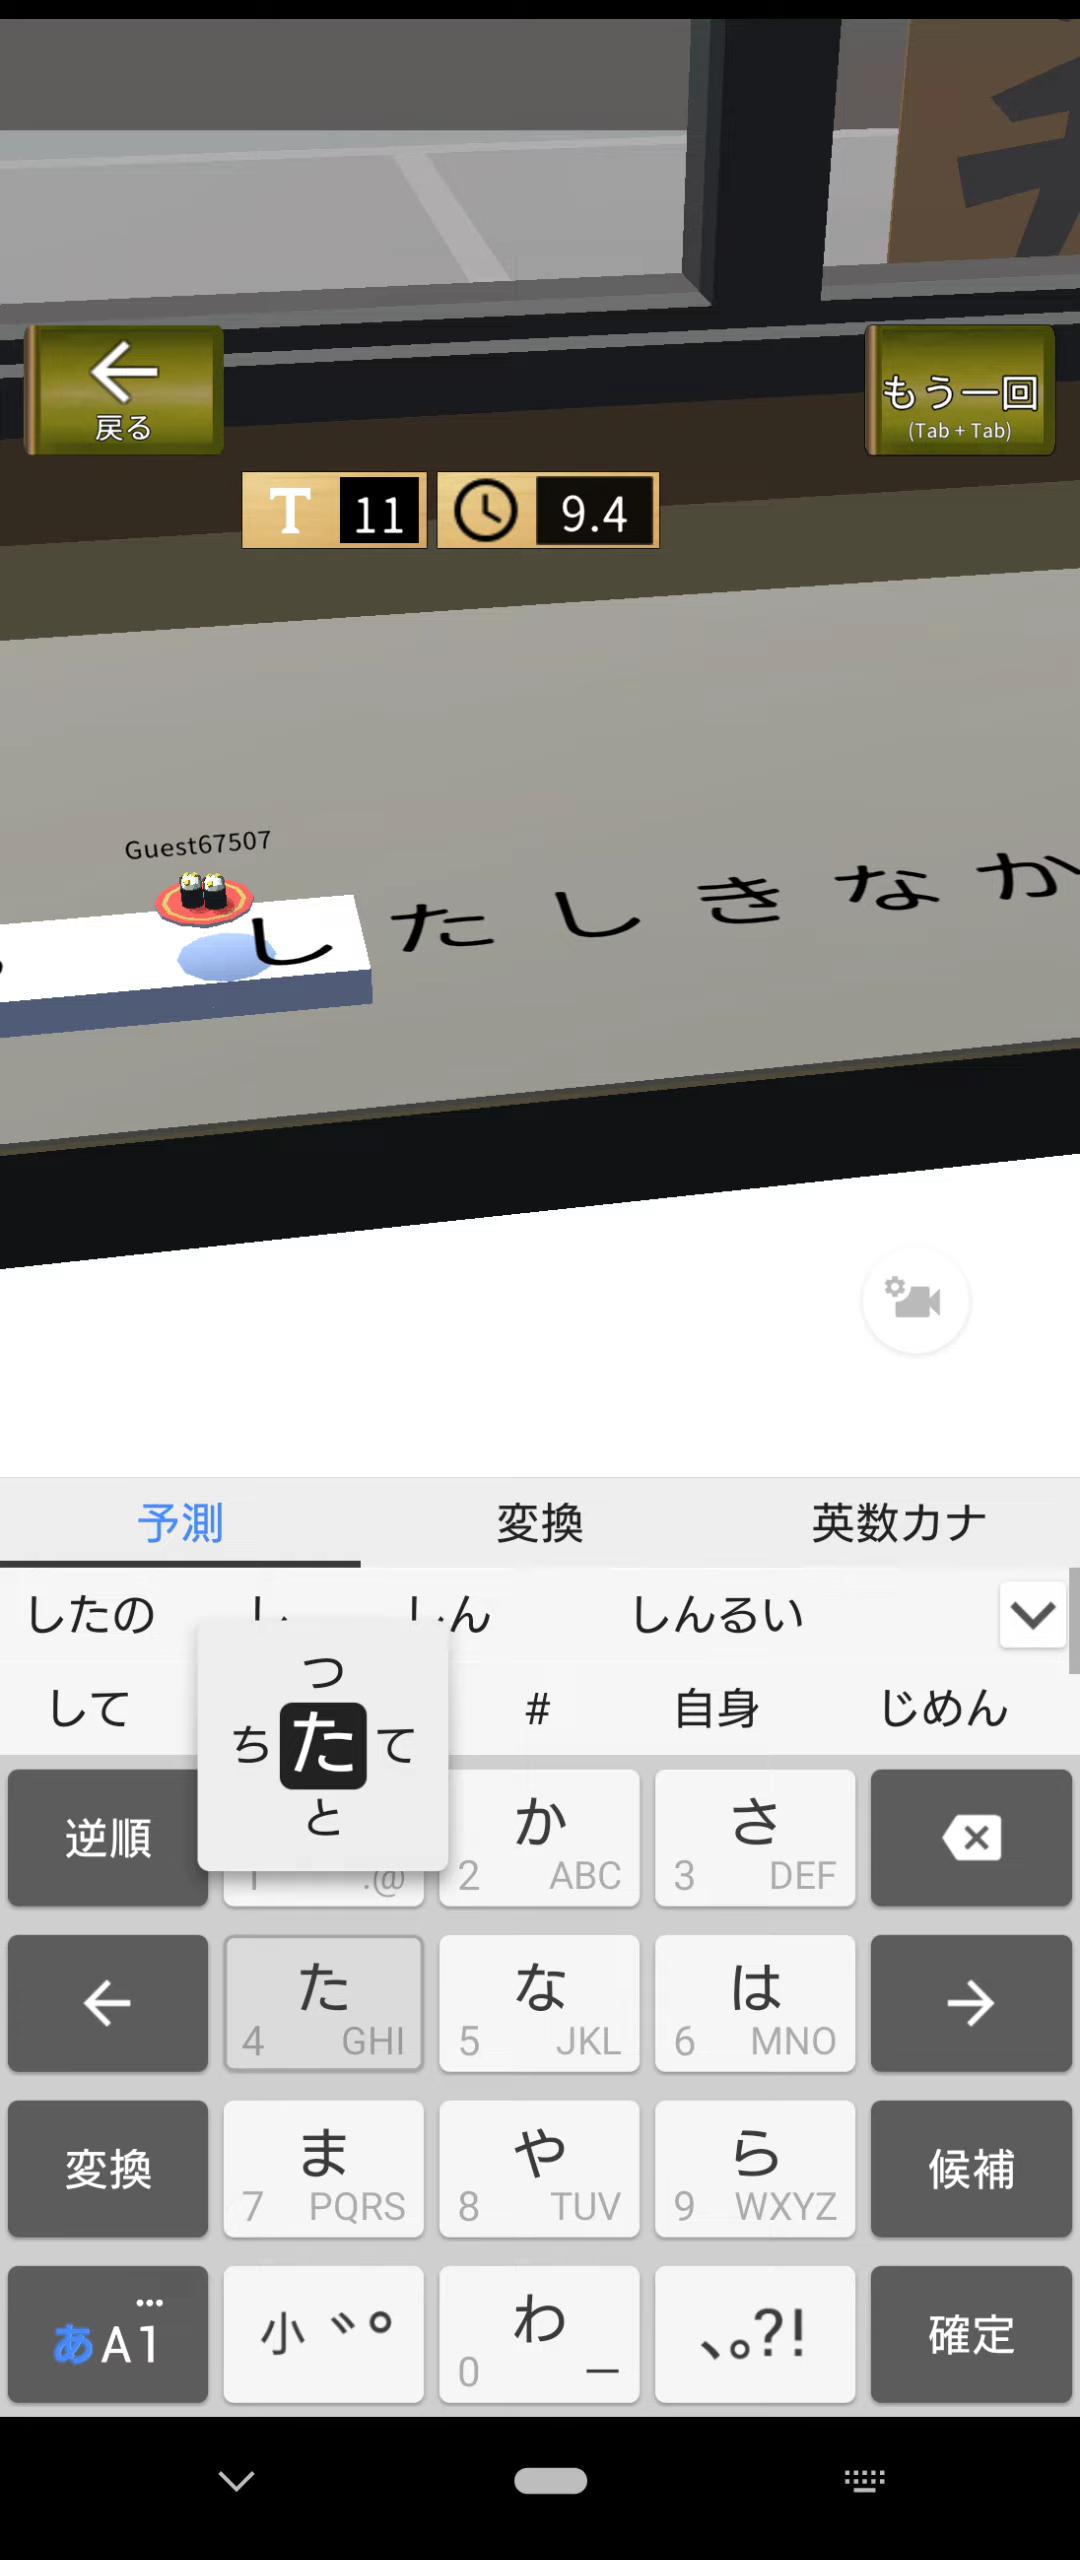 戻る
もう一回
(Tab + Tab)
T 11 9.4
Guest67507
したしきなか
予測 変換 英数カナ
したの しん しんるい
つ
して ち た て # 自身 じめん
と
逆順 か さ
.@ 2 ABC 3 DEF
た な は
4 GHI 5 JKL 6 MNO
変換 ま や ら 候補
7 PQRS 8 TUV 9 WXYZ
あA1 小゛゜ わ 、。?! 確定
0 ー